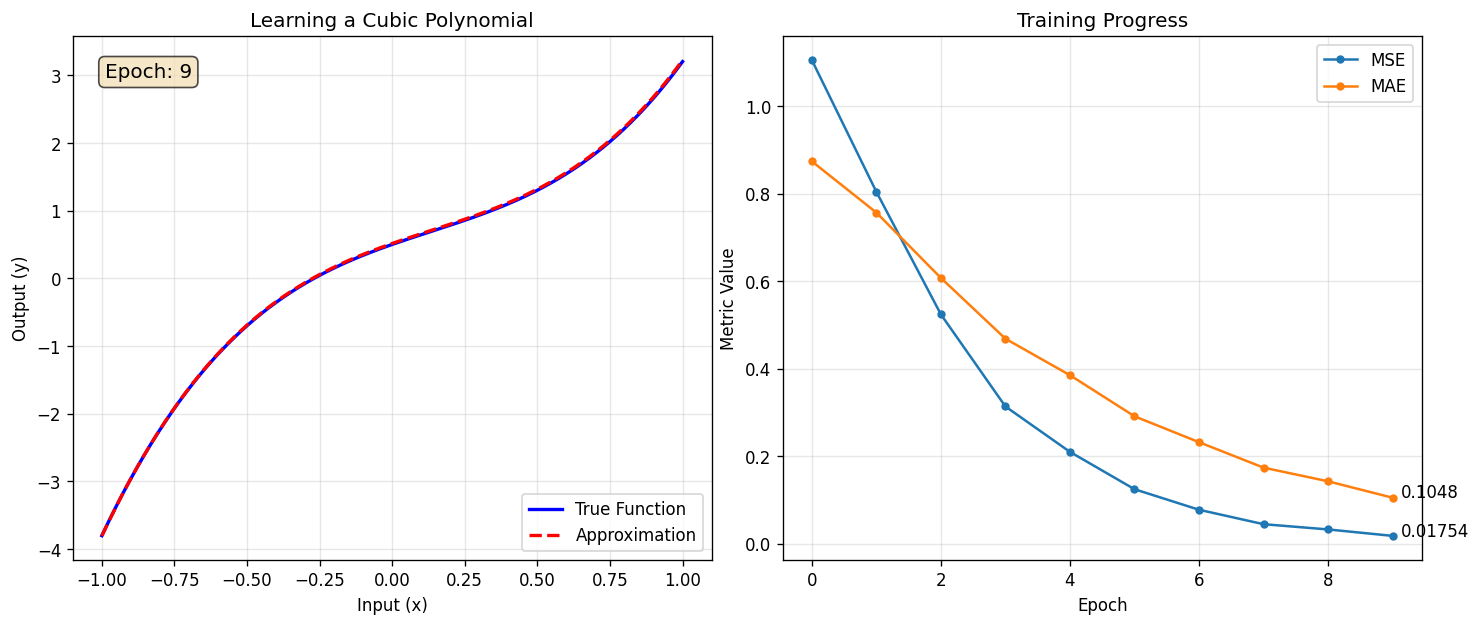 Learning a Cubic Polynomial
Epoch: 9
3
2
1
0
−1
−2
−3
−4
Output (y)
True Function
Approximation
−1.00 −0.75 −0.50 −0.25 0.00 0.25 0.50 0.75 1.00
Input (x)
Training Progress
MSE
MAE
1.0
0.8
0.6
0.4
0.2
0.0
Metric Value
0.1048
0.01754
0 2 4 6 8
Epoch